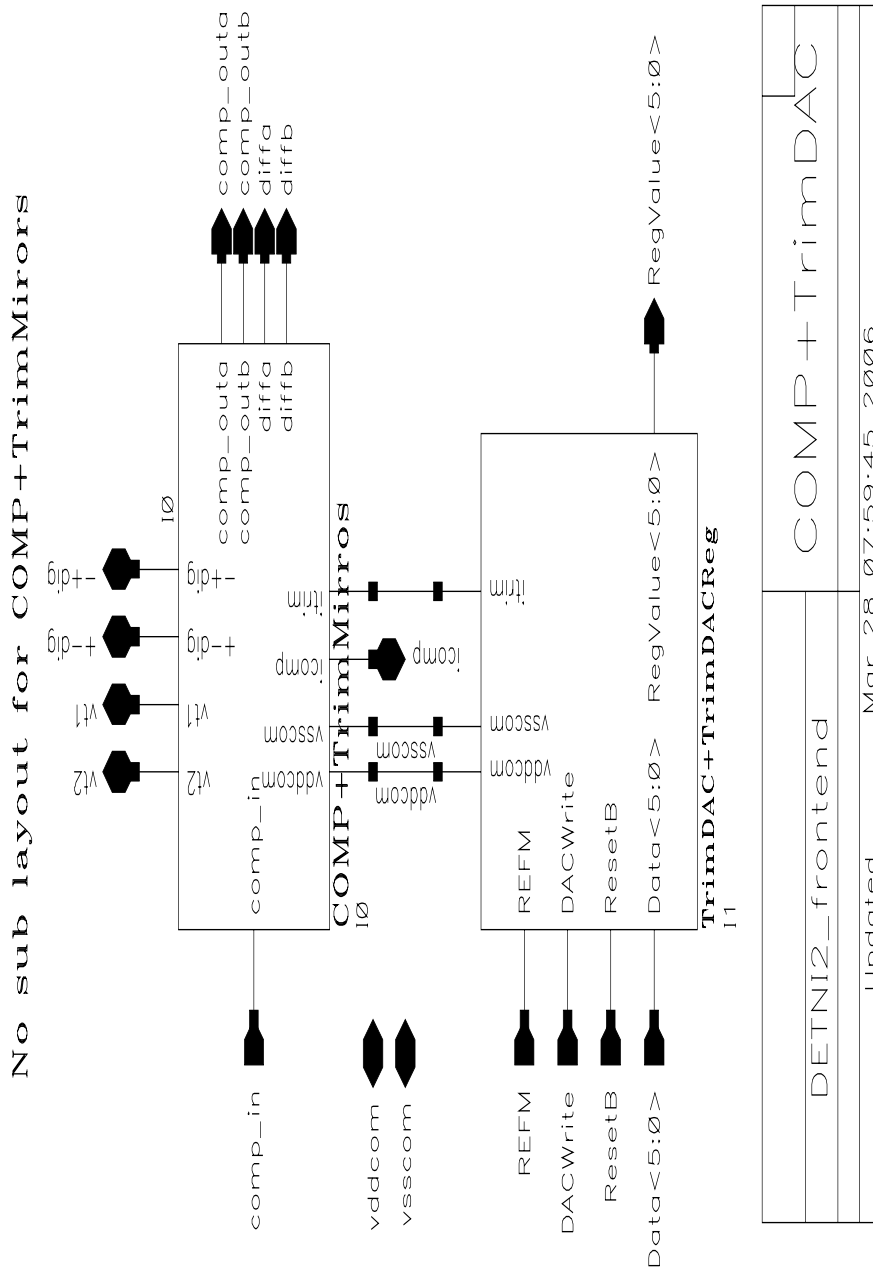 No sub layout for COMP+TrimMirors
vt2
vt1
+-dig
-+dig
vt2
vt1
+-dig
-+dig
I0
comp_in
comp_in
comp_outa
comp_outb
diffa
diffb
comp_outa
comp_outb
diffa
diffb
vddcom
vsscom
icomp
itrim
COMP+TrimMirros
I0
vddcom
vsscom
vddcom
vsscom
icomp
vddcom
vsscom
itrim
REFM
DACWrite
ResetB
Data<5:0>
REFM
DACWrite
ResetB
Data<5:0>
RegValue<5:0>
RegValue<5:0>
TrimDAC+TrimDACReg
I1
DETNI2_frontend
COMP+TrimDAC
Updated
Mar 28 07:59:45 2006